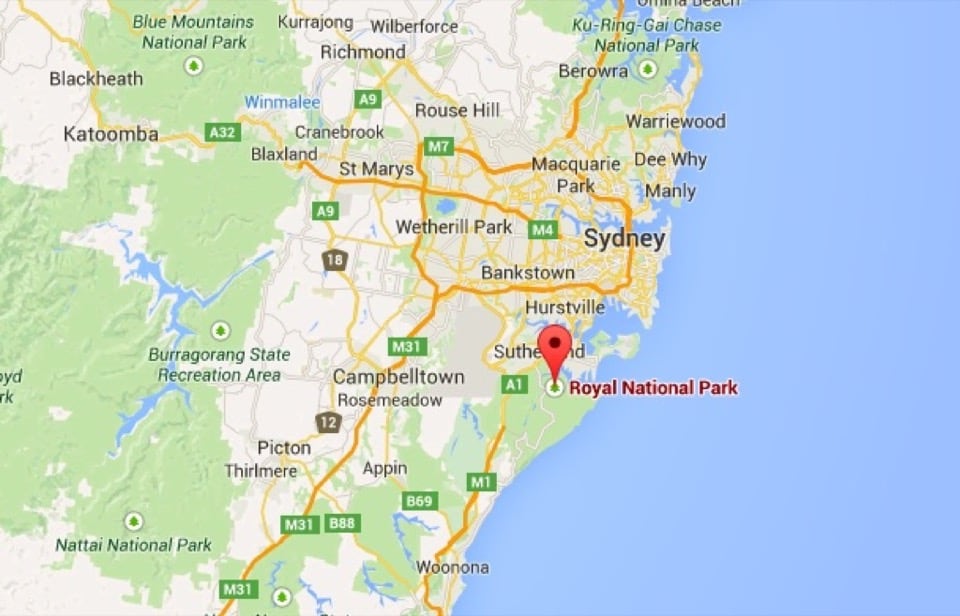 Omina Beach
Blue Mountains
National Park
Kurrajong
Wilberforce
Ku-Ring-Gai Chase
National Park
Richmond
Blackheath
Berowra
Winmalee
A9
Rouse Hill
Katoomba
A32
Cranebrook
Warriewood
Blaxland
M7
St Marys
Macquarie
Park
Dee Why
Manly
A9
Wetherill Park
M4
Sydney
18
Bankstown
Hurstville
Burragorang State
Recreation Area
M31
Sutherland
Campbelltown
A1
Royal National Park
Rosemeadow
12
Picton
Thirlmere
Appin
M1
B69
M31
B88
Nattai National Park
Woonona
M31